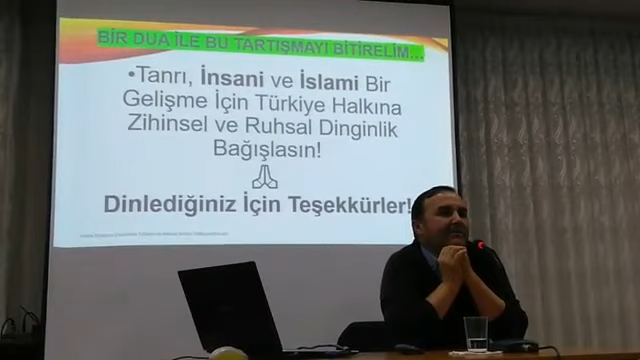 BİR DUA İLE BU TARTIŞMAYI BİTİRELİM...
•Tanrı, İnsani ve İslami Bir
Gelişme İçin Türkiye Halkına
Zihinsel ve Ruhsal Dinginlik
Bağışlasın!
Dinlediğiniz İçin Teşekkürler!